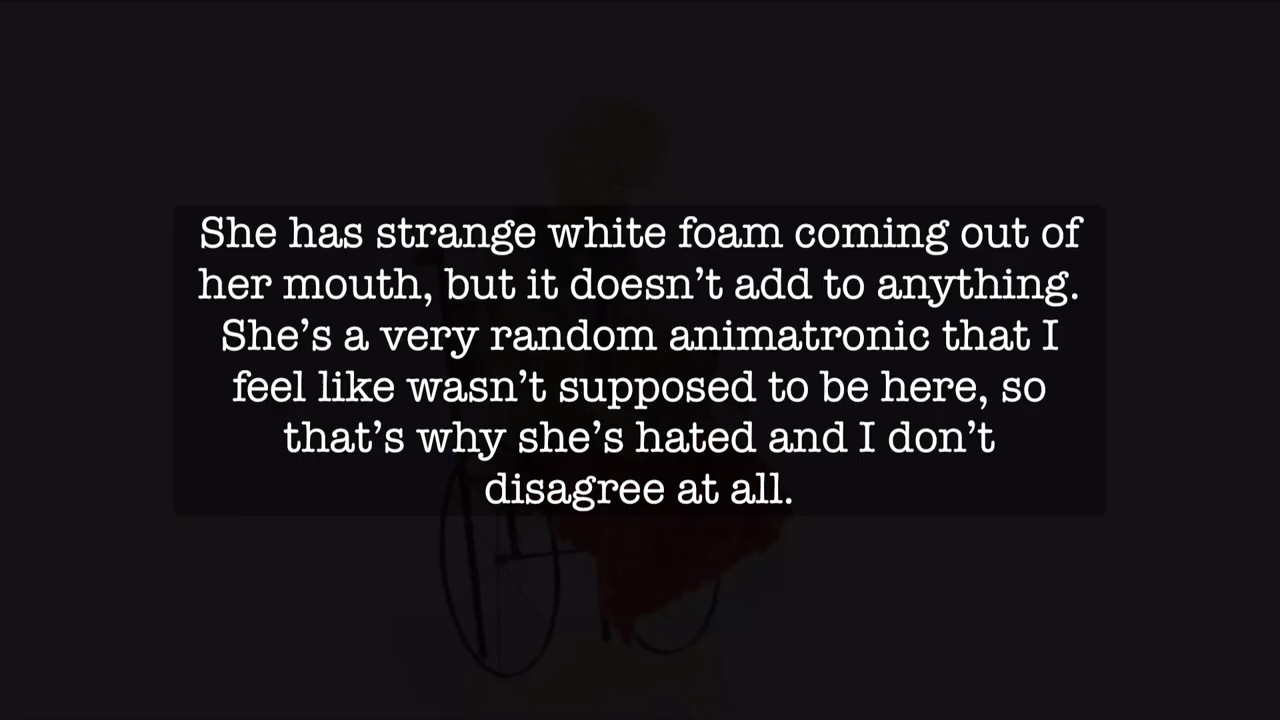 She has strange white foam coming out of
her mouth, but it doesn’t add to anything.
She’s a very random animatronic that I
feel like wasn’t supposed to be here, so
that’s why she’s hated and I don’t
disagree at all.